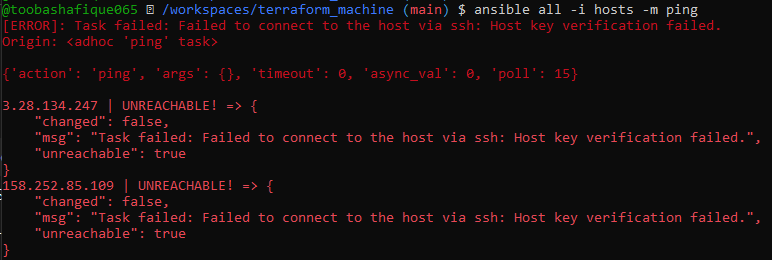 @toobashafique065 /workspaces/terraform_machine (main) $ ansible all -i hosts -m ping
[ERROR]: Task failed: Failed to connect to the host via ssh: Host key verification failed.
Origin: <adhoc 'ping' task>
{'action': 'ping', 'args': {}, 'timeout': 0, 'async_val': 0, 'poll': 15}
3.28.134.247 | UNREACHABLE! => {
    "changed": false,
    "msg": "Task failed: Failed to connect to the host via ssh: Host key verification failed.",
    "unreachable": true
}
158.252.85.109 | UNREACHABLE! => {
    "changed": false,
    "msg": "Task failed: Failed to connect to the host via ssh: Host key verification failed.",
    "unreachable": true
}